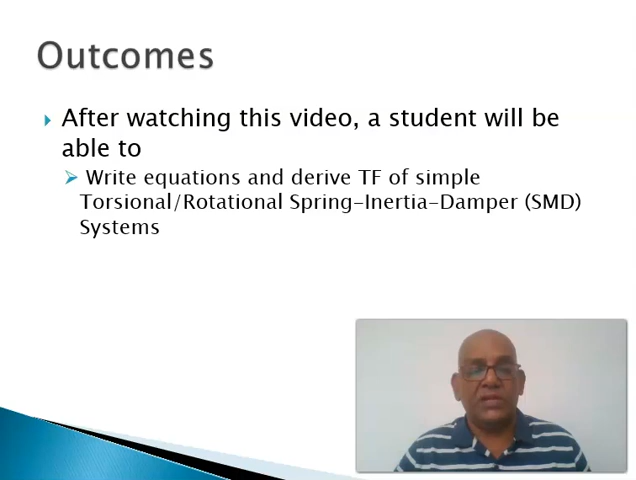 Outcomes
After watching this video, a student will be
able to
Write equations and derive TF of simple
Torsional/Rotational Spring-Inertia-Damper (SMD)
Systems